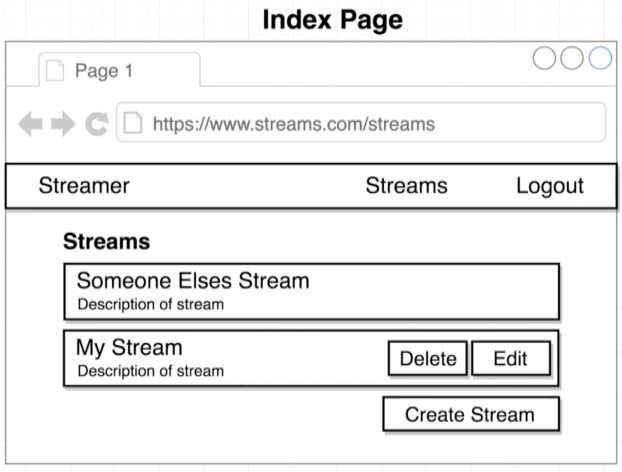 Index Page
Page 1
https://www.streams.com/streams
Streamer Streams Logout
Streams
Someone Elses Stream
Description of stream
My Stream
Description of stream
Delete Edit
Create Stream